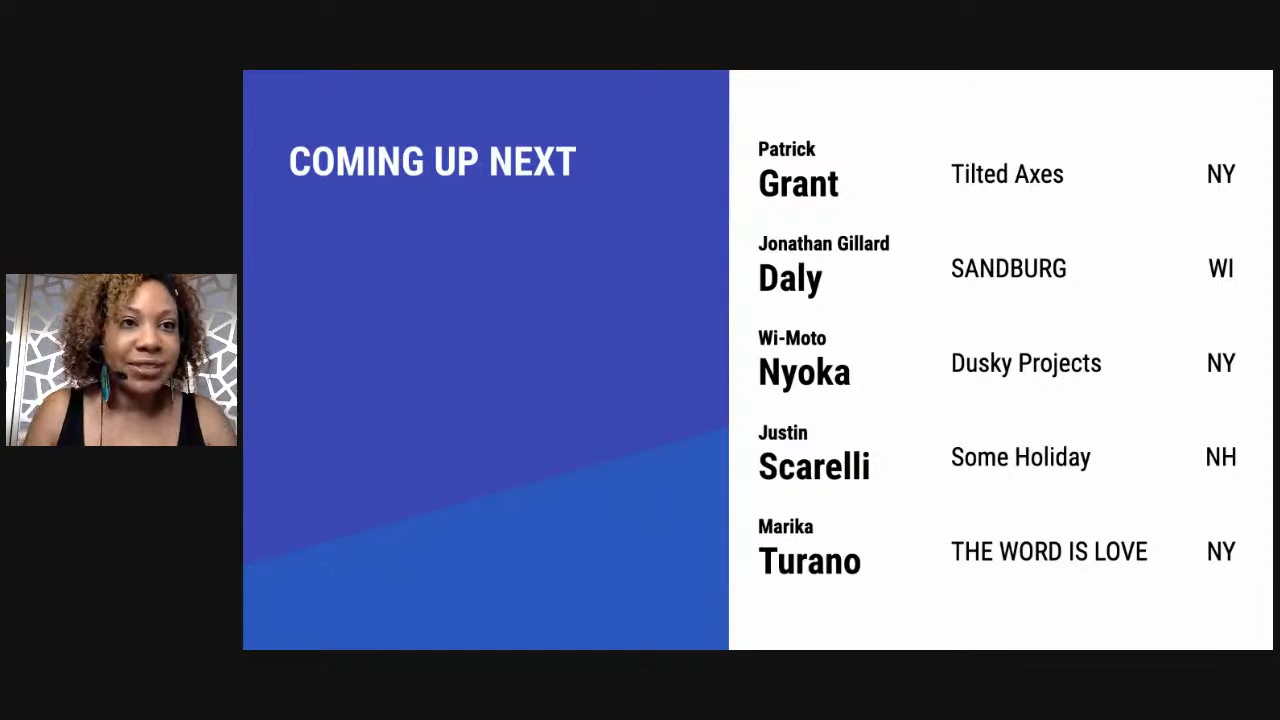 COMING UP NEXT
Patrick
Grant
Tilted Axes
NY
Jonathan Gillard
Daly
SANDBURG
WI
Wi-Moto
Nyoka
Dusky Projects
NY
Justin
Scarelli
Some Holiday
NH
Marika
Turano
THE WORD IS LOVE
NY